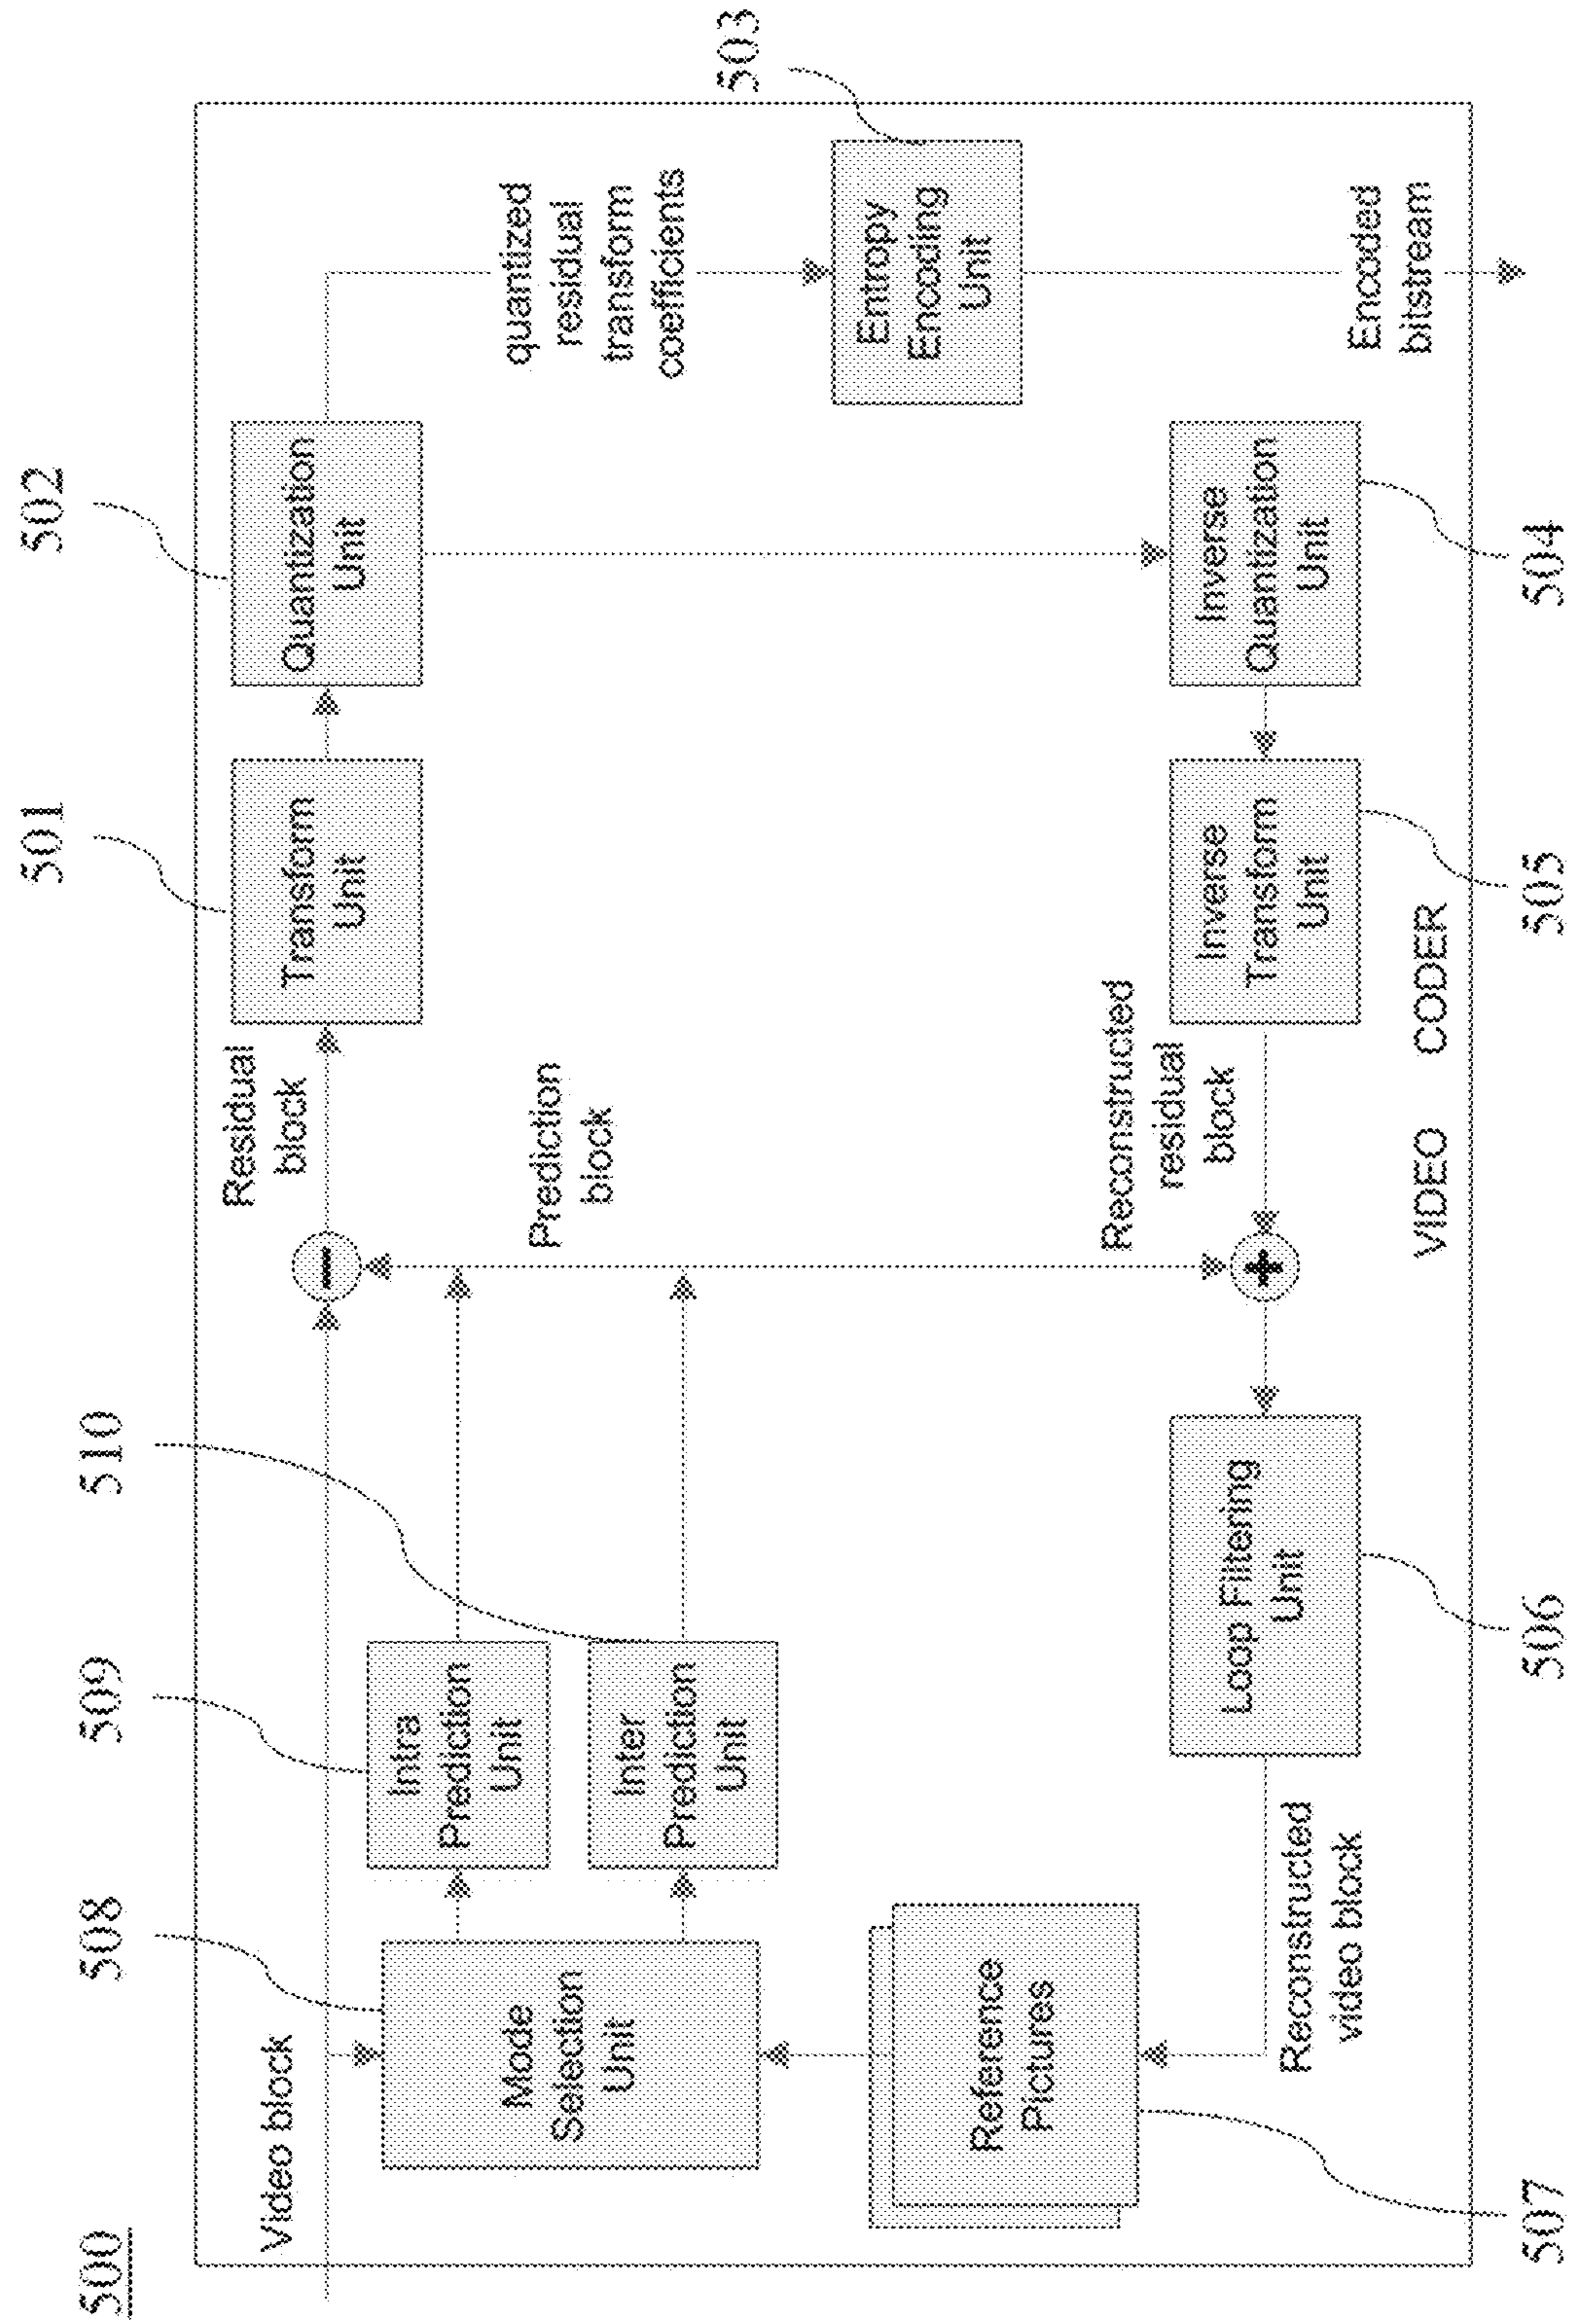 500
Video block
508
Mode
Selection
Unit
509
Intra
Prediction
Unit
510
Inter
Prediction
Unit
Residual
block
501
Transform
Unit
502
Quantization
Unit
quantized
residual
transform
coefficients
503
Entropy
Encoding
Unit
Encoded
bitstream
Prediction
block
507
Reference
Pictures
Reconstructed
video block
506
Loop Filtering
Unit
Reconstructed
residual
block
505
Inverse
Transform
Unit
504
Inverse
Quantization
Unit
VIDEO CODER